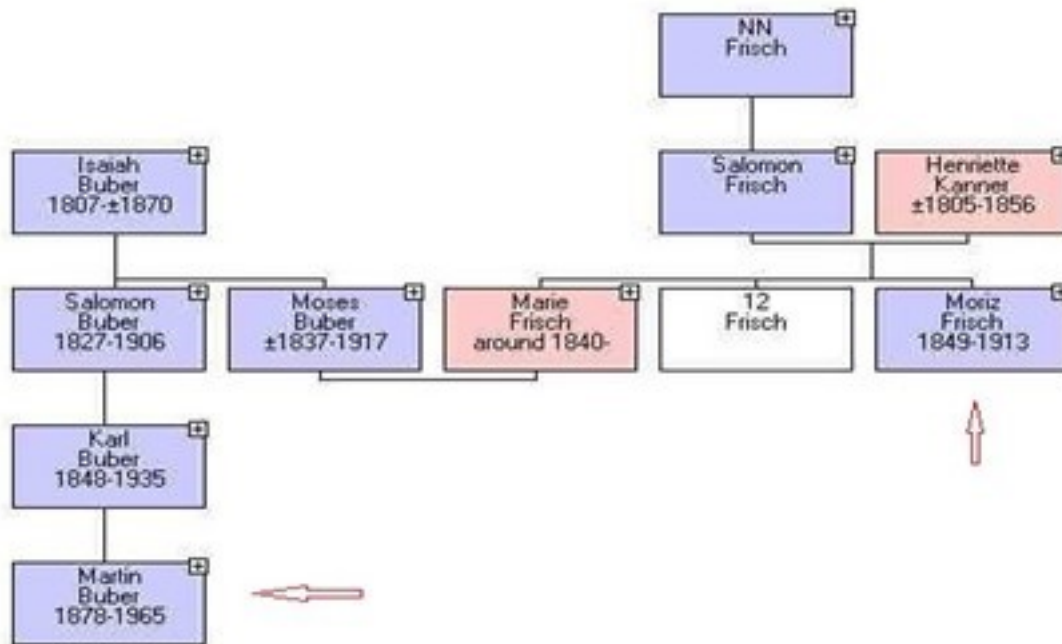 NN
Frisch
Isaiah
Buber
1807-±1870
Salomon
Frisch
Henriette
Kanner
±1805-1856
Salomon
Buber
1827-1906
Moses
Buber
±1837-1917
Marie
Frisch
around 1840-
12
Frisch
Moriz
Frisch
1849-1913
Karl
Buber
1848-1935
Martin
Buber
1878-1965